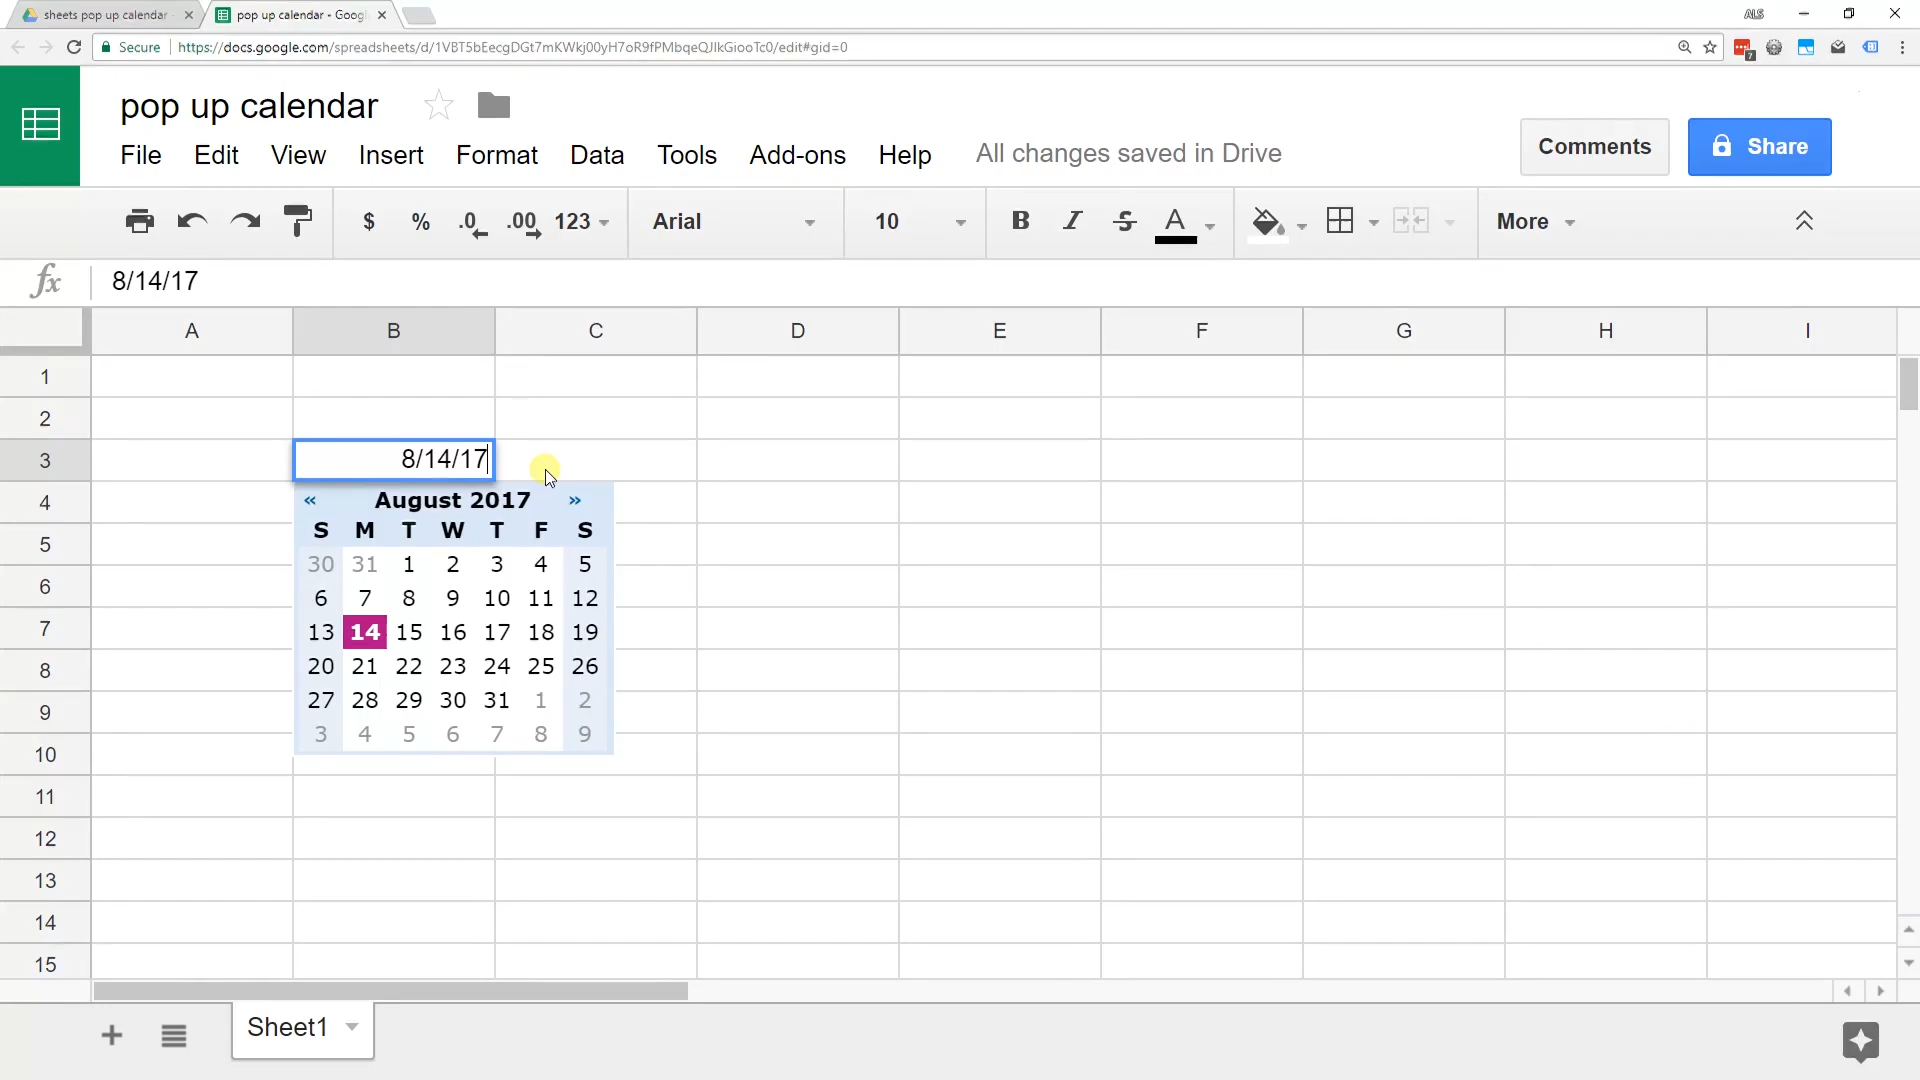 sheets pop up calendar
pop up calendar - Googl
ALS
Secure
https://docs.google.com/spreadsheets/d/1VBT5bEecgDGt7mKWkj00yH7oR9fPMbqeQJlkGiooTc0/edit#gid=0
7
pop up calendar
File Edit View Insert Format Data Tools Add-ons Help All changes saved in Drive
Comments
Share
$ % .0 .00 123 Arial 10 B I S A More
fx 8/14/17
A B C D E F G H I
1
2
3 8/14/17
4 « August 2017 »
S M T W T F S
5 30 31 1 2 3 4 5
6 6 7 8 9 10 11 12
7 13 14 15 16 17 18 19
8 20 21 22 23 24 25 26
9 27 28 29 30 31 1 2
3 4 5 6 7 8 9
10
11
12
13
14
15
+ Sheet1